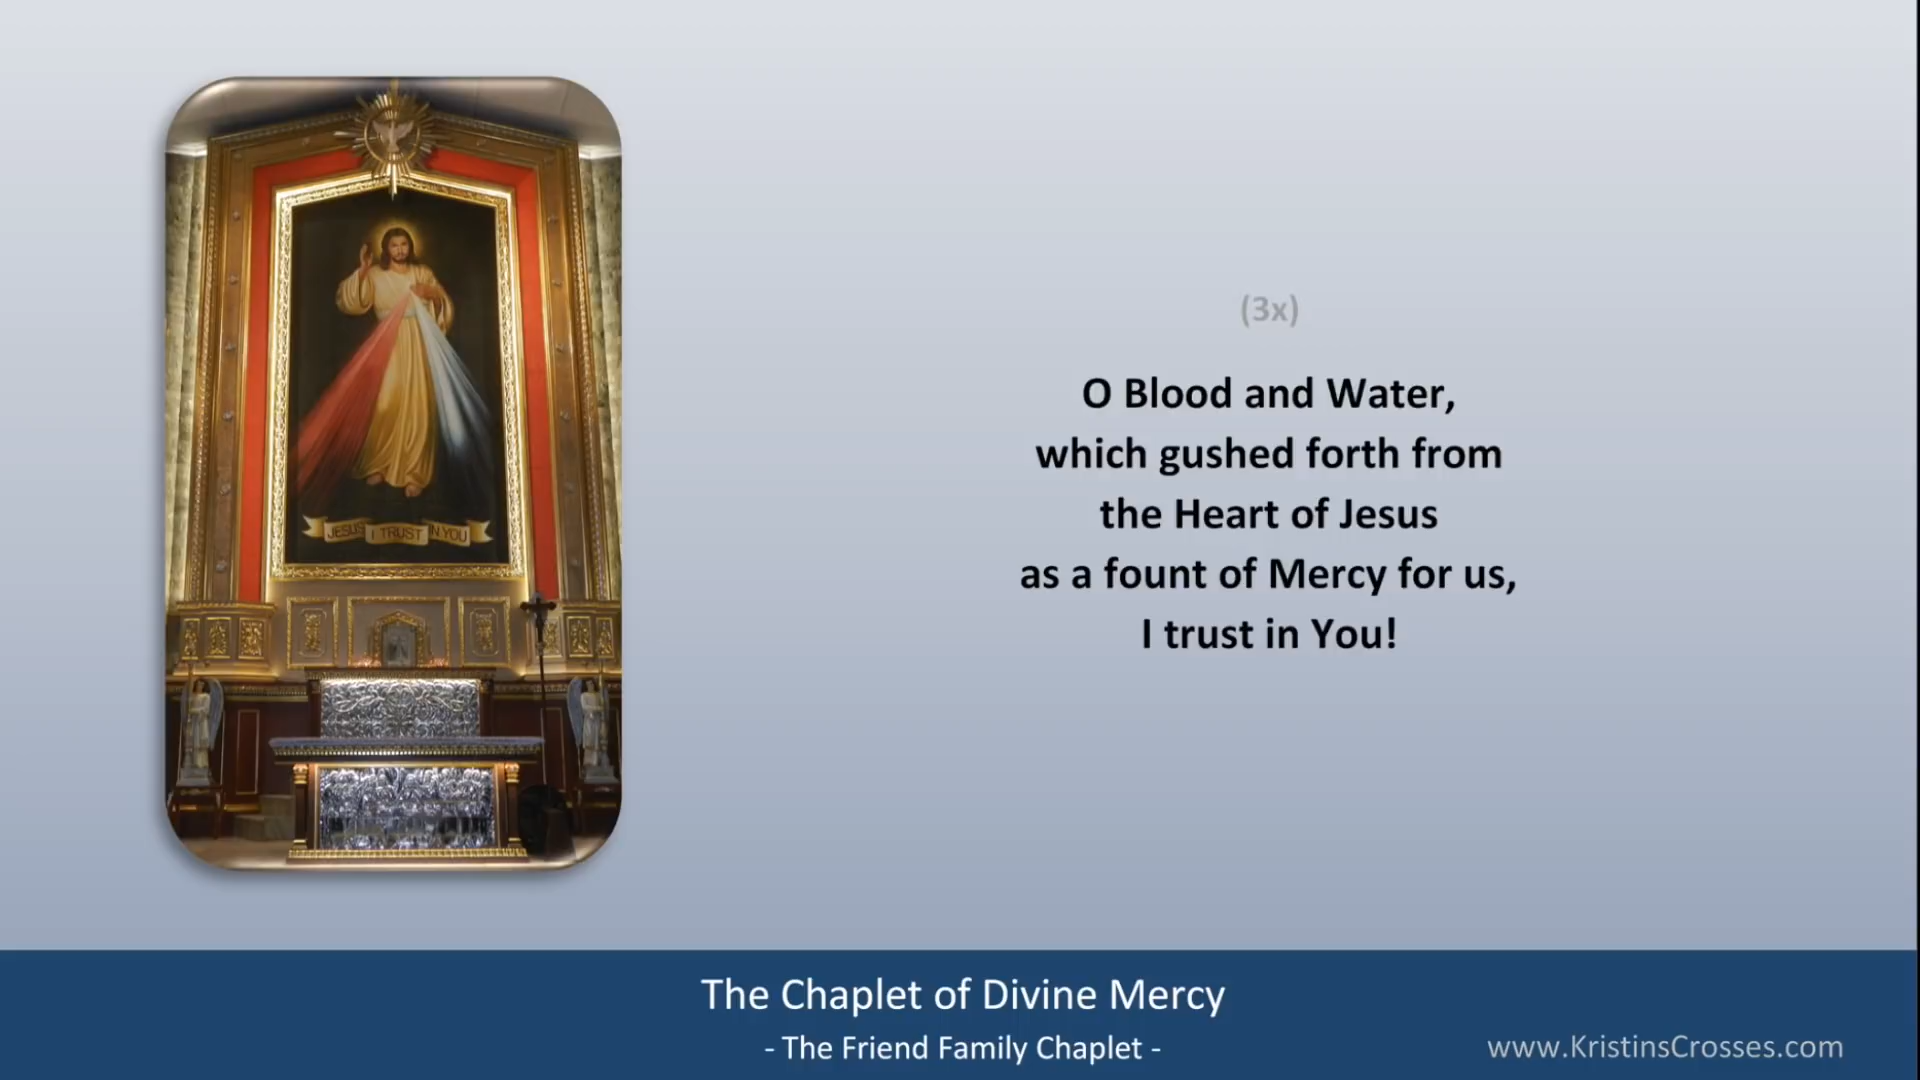 JESUS I TRUST IN YOU
(3x)
O Blood and Water,
which gushed forth from
the Heart of Jesus
as a fount of Mercy for us,
I trust in You!
The Chaplet of Divine Mercy
- The Friend Family Chaplet -
www.KristinsCrosses.com